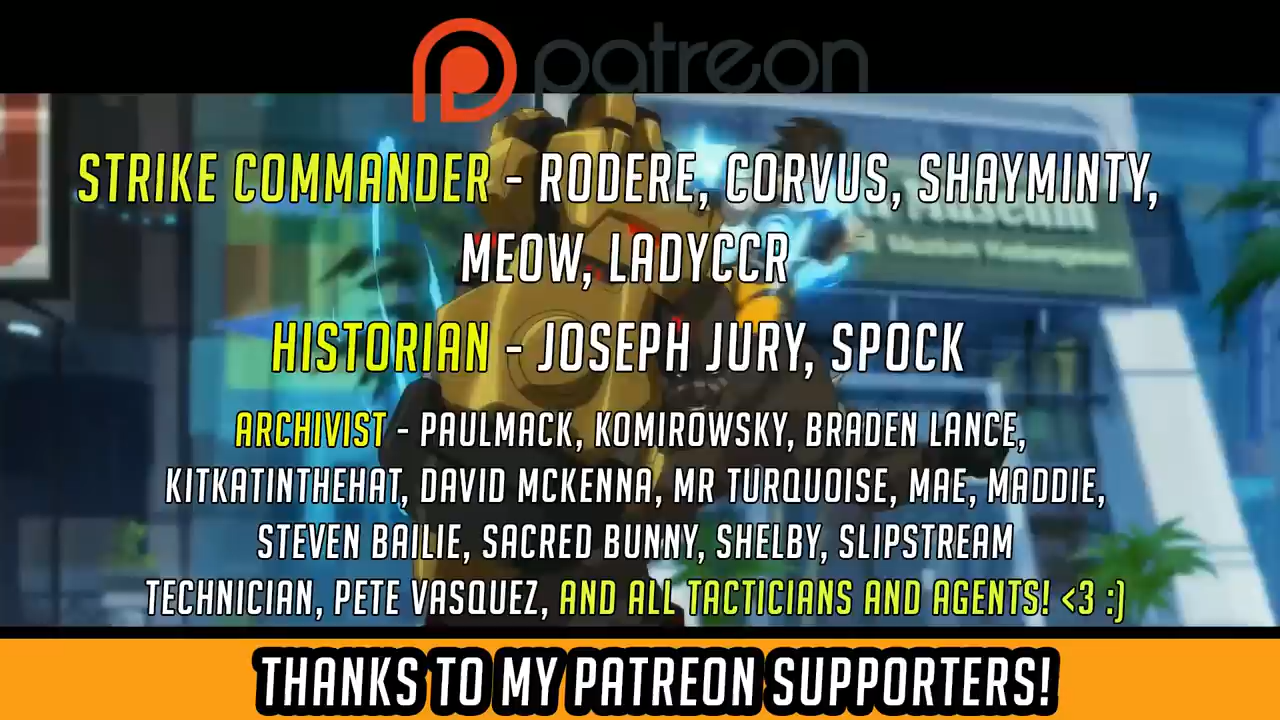 patreon
STRIKE COMMANDER - RODERE, CORVUS, SHAYMINTY,
MEOW, LADYCCR
Museum
HISTORIAN - JOSEPH JURY, SPOCK
ARCHIVIST - PAULMACK, KOMIROWSKY, BRADEN LANCE,
KITKATINTHEHAT, DAVID MCKENNA, MR TURQUOISE, MAE, MADDIE,
STEVEN BAILIE, SACRED BUNNY, SHELBY, SLIPSTREAM
TECHNICIAN, PETE VASQUEZ, AND ALL TACTICIANS AND AGENTS! <3 :)
THANKS TO MY PATREON SUPPORTERS!